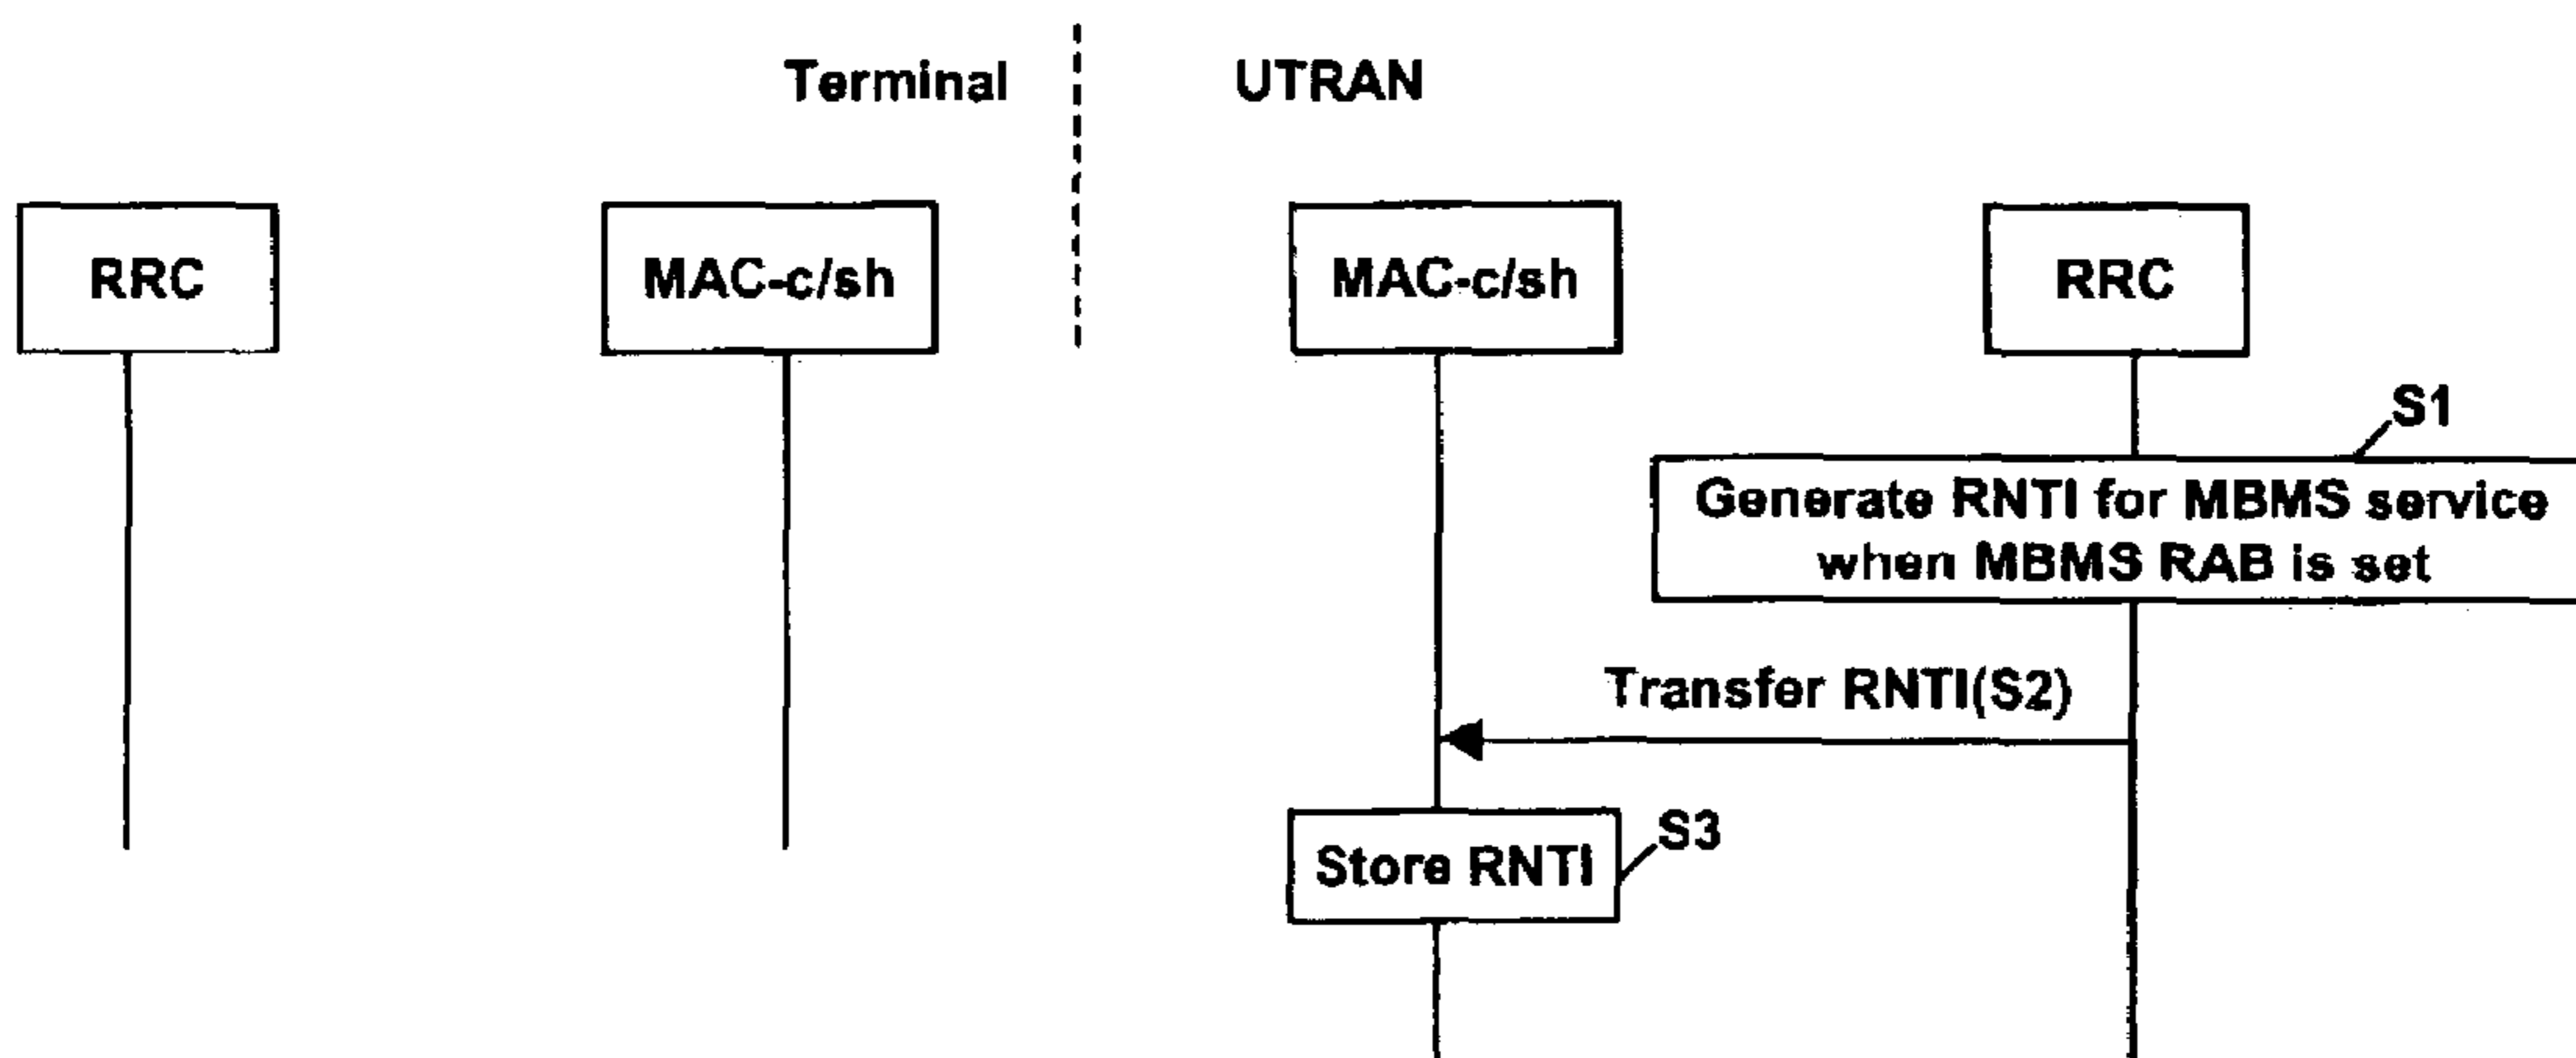 Terminal
UTRAN
RRC
MAC-c/sh
MAC-c/sh
RRC
S1
Generate RNTI for MBMS service
when MBMS RAB is set
Transfer RNTI(S2)
Store RNTI
S3